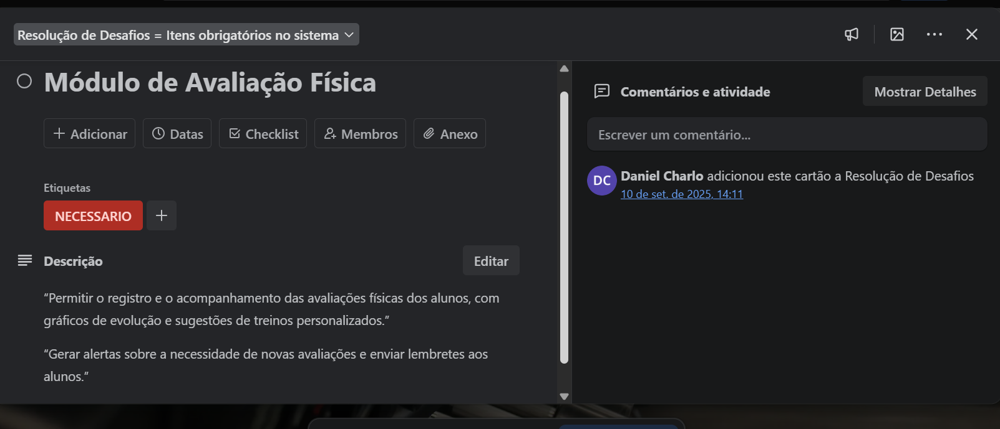 Resolução de Desafios = Itens obrigatórios no sistema
Módulo de Avaliação Física
Adicionar
Datas
Checklist
Membros
Anexo
Etiquetas
NECESSARIO
Descrição
Editar
“Permitir o registro e o acompanhamento das avaliações físicas dos alunos, com
gráficos de evolução e sugestões de treinos personalizados.”
“Gerar alertas sobre a necessidade de novas avaliações e enviar lembretes aos
alunos.”
Comentários e atividade
Mostrar Detalhes
Escrever um comentário...
DC
Daniel Charlo adicionou este cartão a Resolução de Desafios
10 de set. de 2025, 14:11